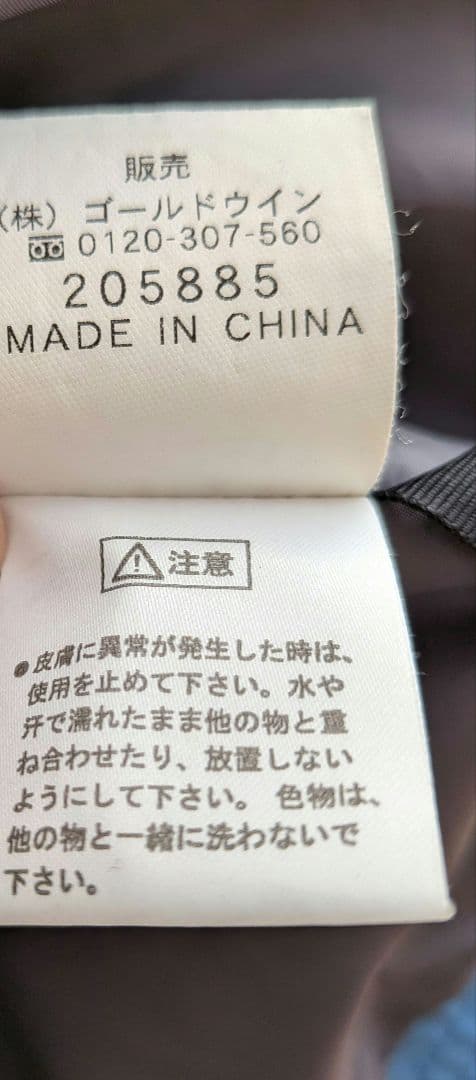 販売
(株) ゴールドウイン
0120-307-560
205885
MADE IN CHINA
⚠注意
●皮膚に異常が発生した時は、
使用を止めて下さい。水や
汗で濡れたまま他の物と重
ね合わせたり、放置しない
ようにして下さい。 色物は、
他の物と一緒に洗わないで
下さい。